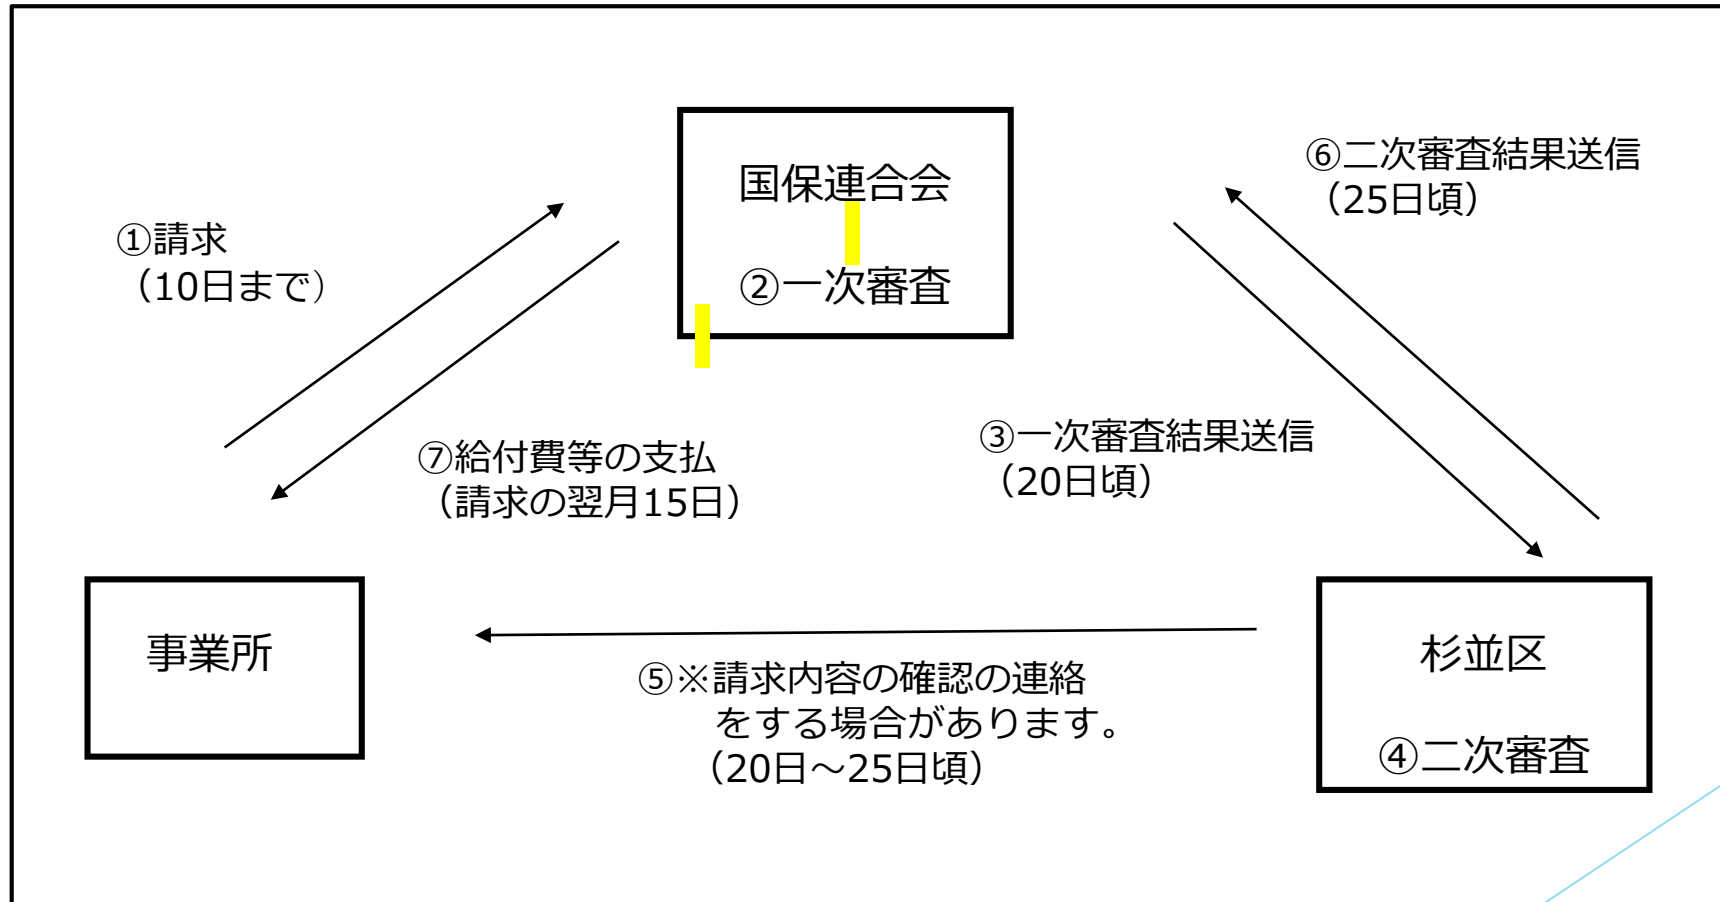 国保連合会
②一次審査
⑥二次審査結果送信
（25日頃）
①請求
（10日まで）
③一次審査結果送信
（20日頃）
⑦給付費等の支払
（請求の翌月15日）
事業所
⑤※請求内容の確認の連絡
をする場合があります。
（20日～25日頃）
杉並区
④二次審査